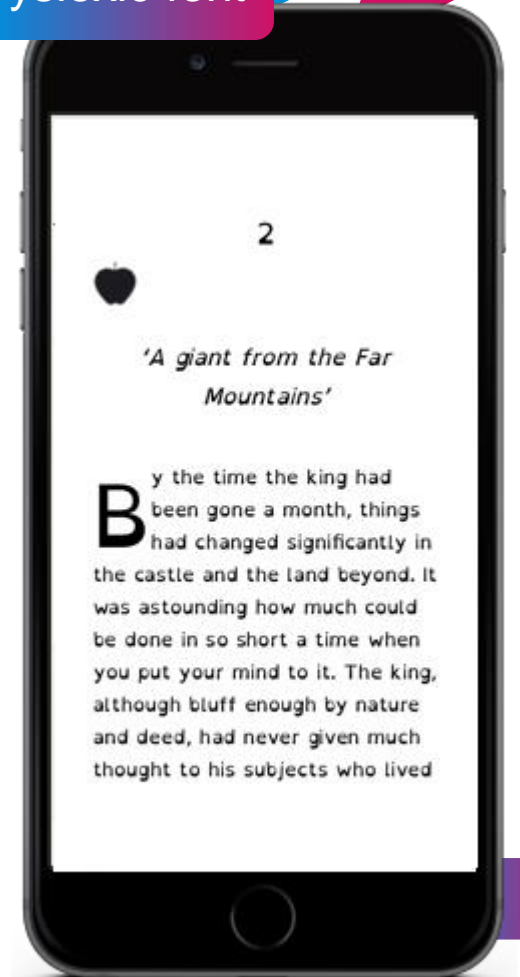 font
2
‘A giant from the Far
Mountains’
By the time the king had
been gone a month, things
had changed significantly in
the castle and the land beyond. It
was astounding how much could
be done in so short a time when
you put your mind to it. The king,
although bluff enough by nature
and deed, had never given much
thought to his subjects who lived